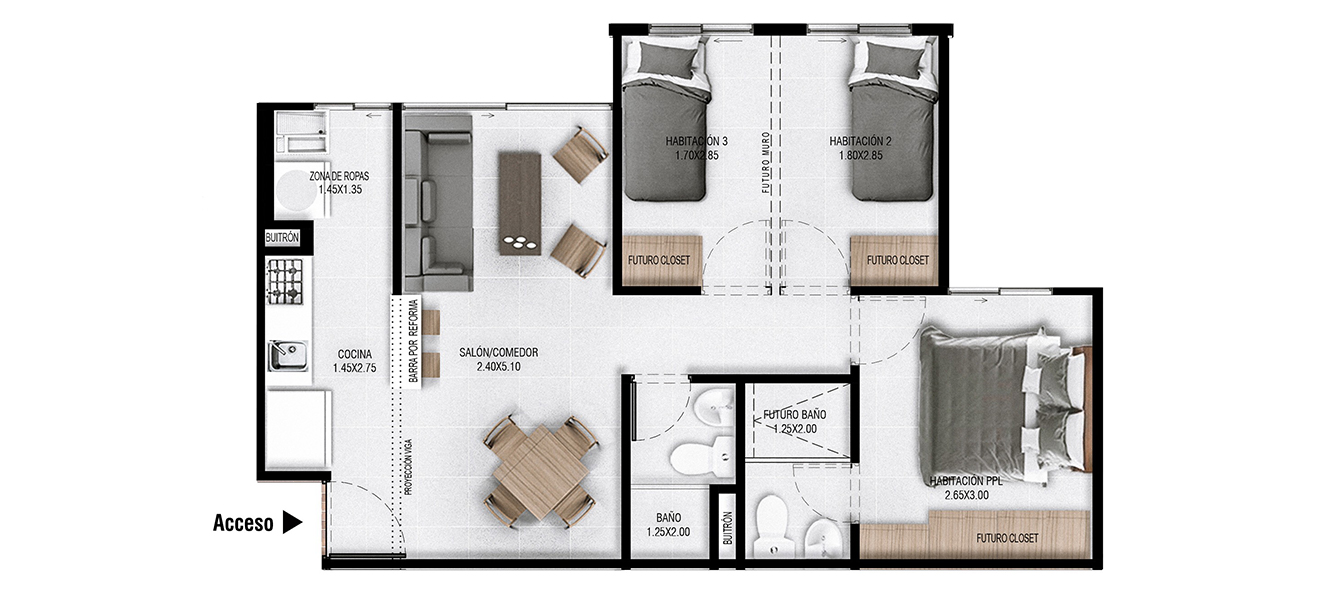 HABITACIÓN 3
1.70X2.85
FUTURO MURO
HABITACIÓN 2
1.80X2.85
ZONA DE ROPAS
1.45X1.35
BUITRÓN
FUTURO CLOSET
FUTURO CLOSET
BARRA POR REFORMA
COCINA
1.45X2.75
SALÓN/COMEDOR
2.40X5.10
FUTURO BAÑO
1.25X2.00
PROYECCIÓN VIGA
HABITACIÓN PPL
2.65X3.00
Acceso
BAÑO
1.25X2.00
BUITRÓN
FUTURO CLOSET